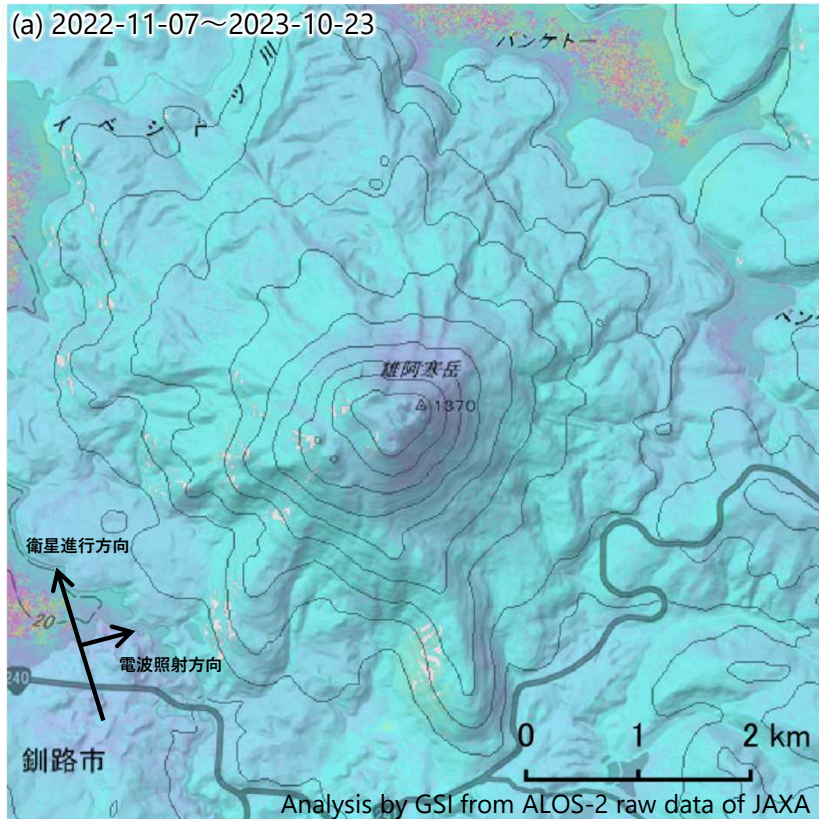 (a) 2022-11-07～2023-10-23
パンケトー
イベシベツ川
ペン
雄阿寒岳
1370
衛星進行方向
20
電波照射方向
240
釧路市
0 1 2 km
Analysis by GSI from ALOS-2 raw data of JAXA